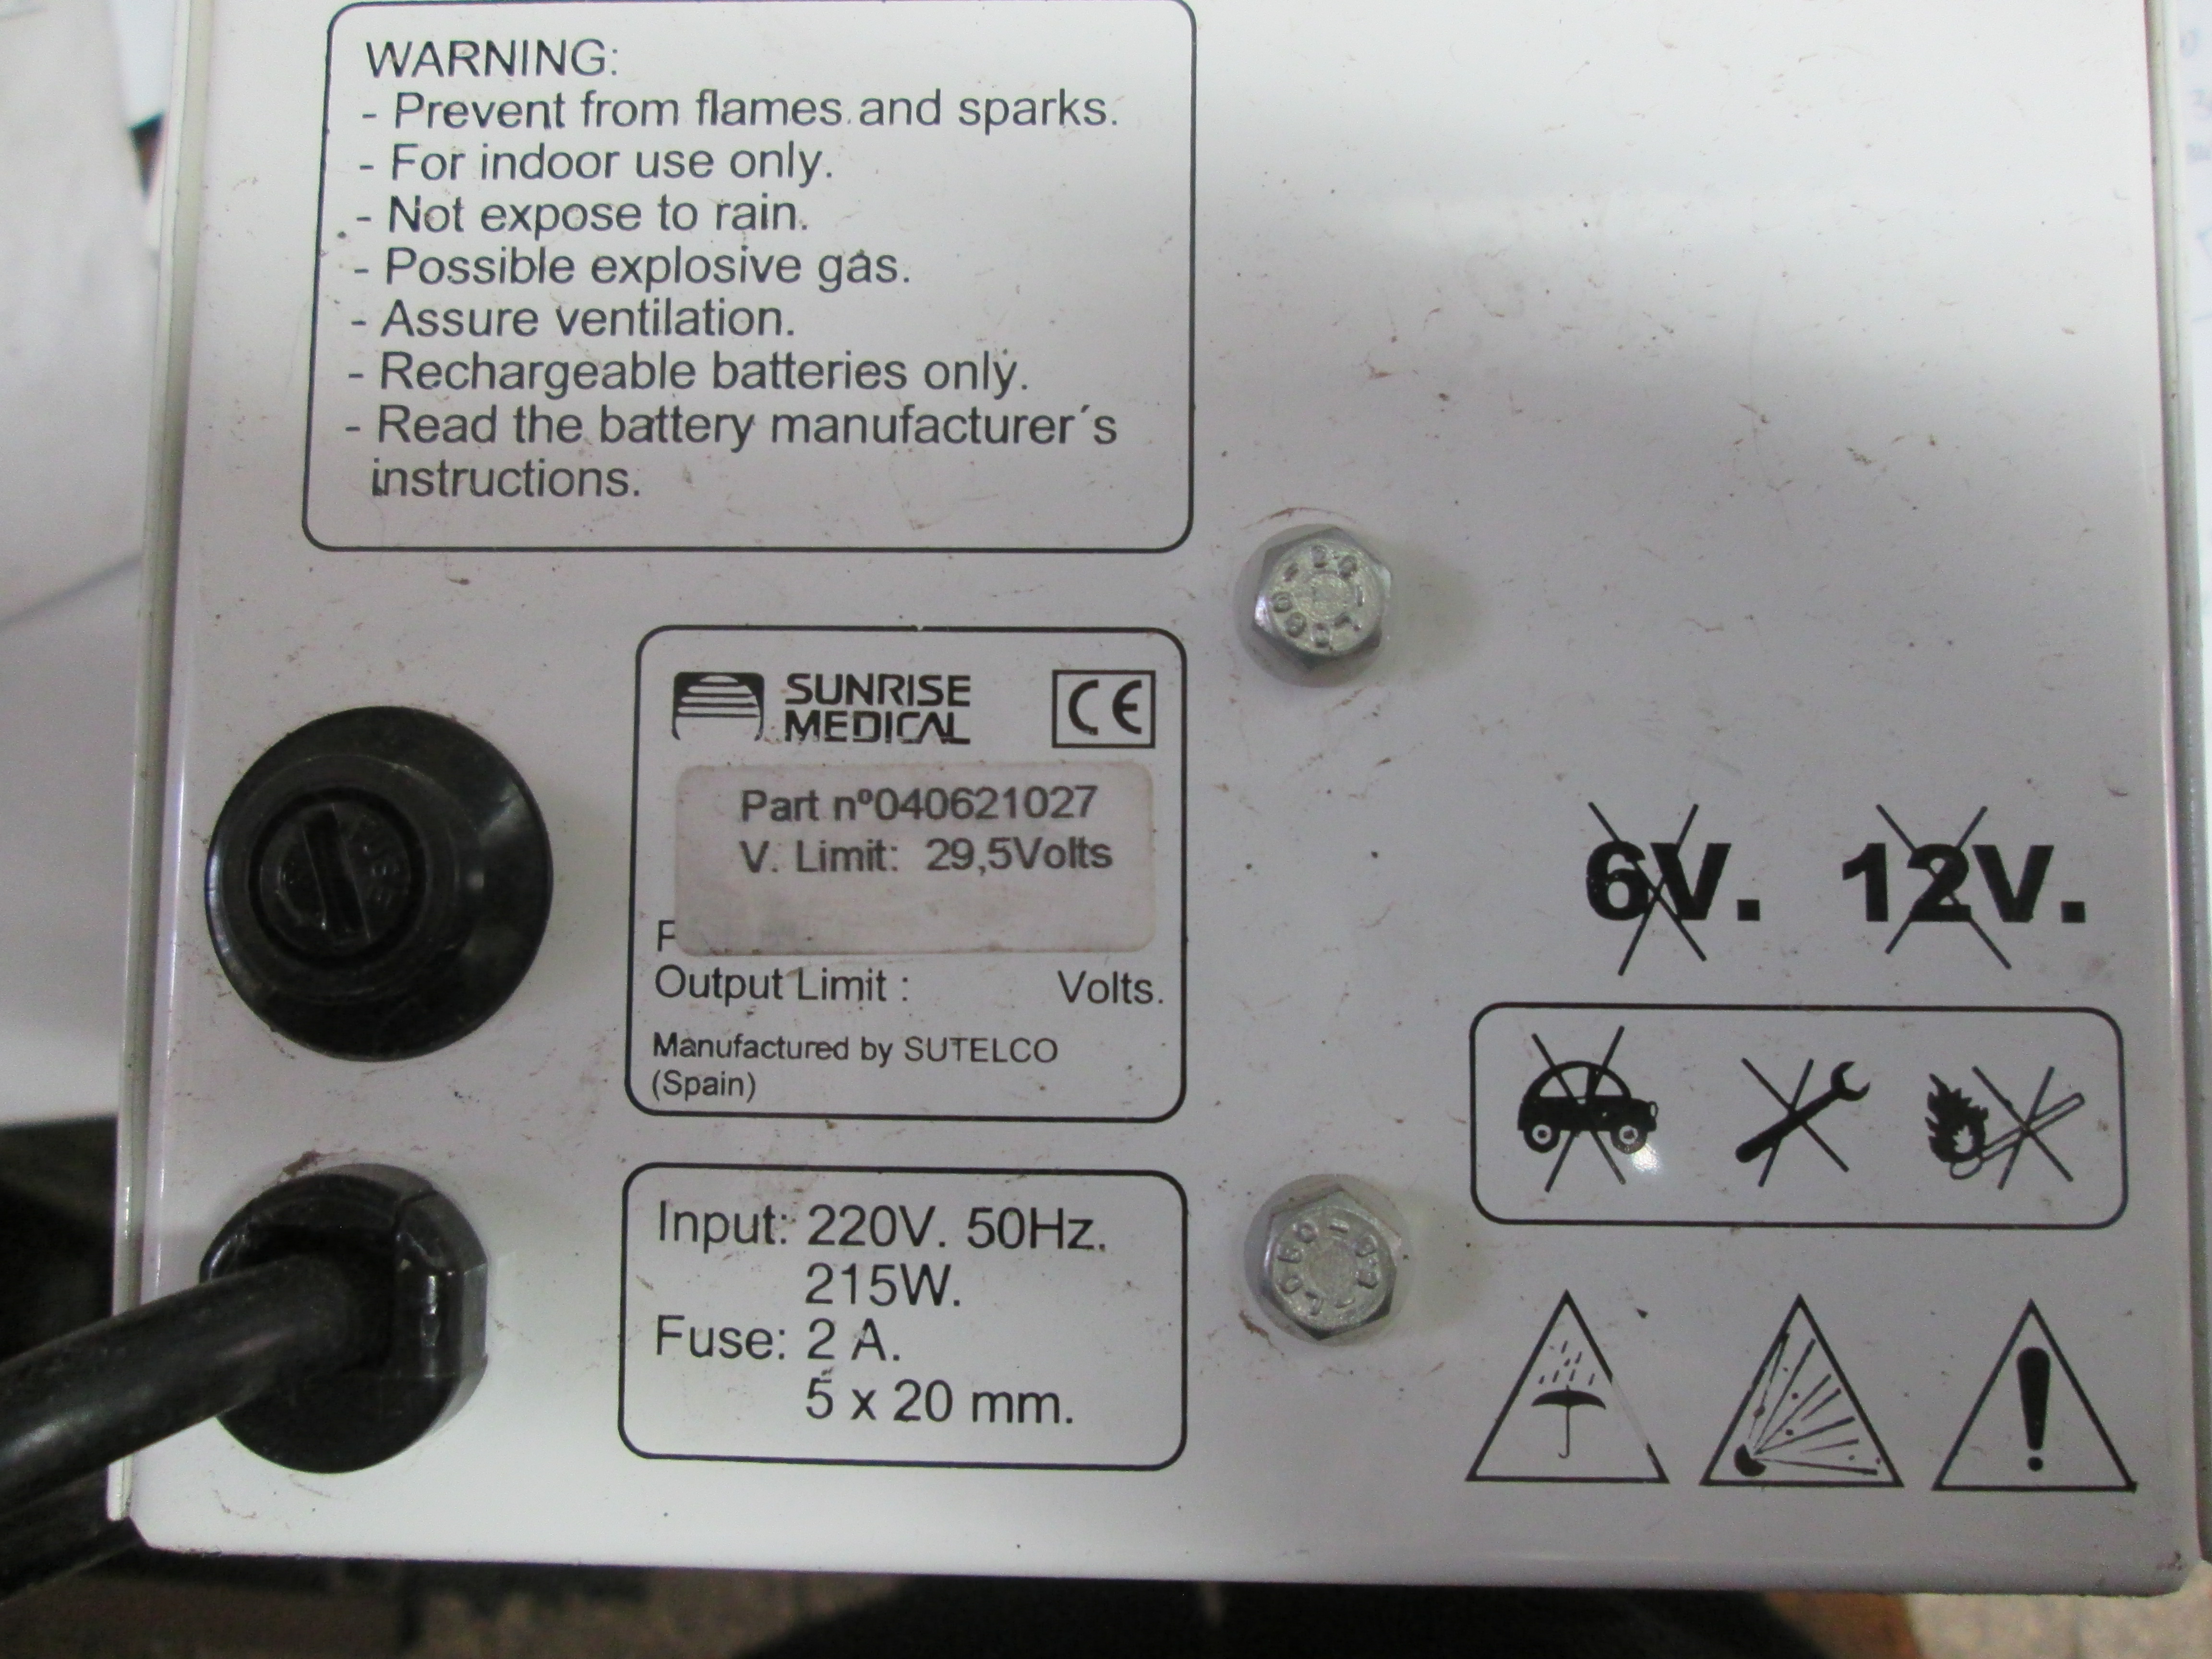 WARNING:
- Prevent from flames and sparks.
- For indoor use only.
- Not expose to rain.
- Possible explosive gas.
- Assure ventilation.
- Rechargeable batteries only.
- Read the battery manufacturer´s
instructions.
SUNRISE
MEDICAL
CE
Part nº040621027
V. Limit: 29,5Volts
Output Limit : Volts.
Manufactured by SUTELCO
(Spain)
6V. 12V.
Input: 220V. 50Hz.
215W.
Fuse: 2 A.
5 x 20 mm.